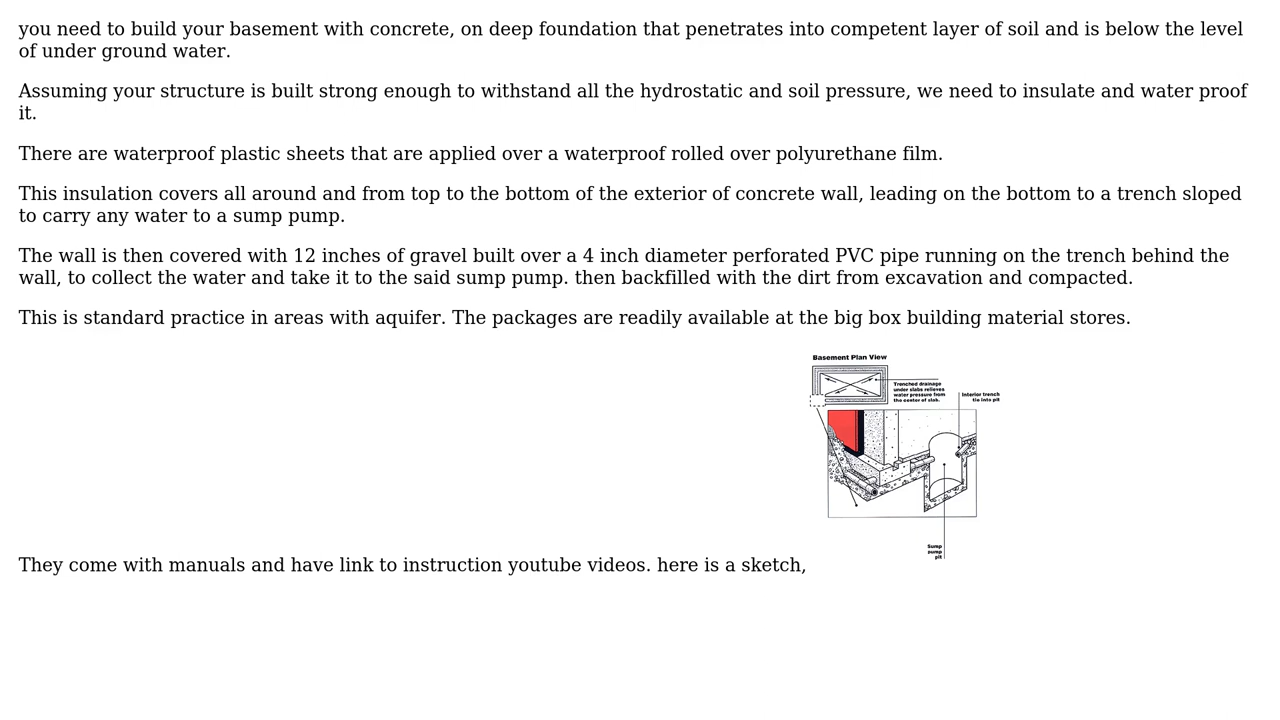 you need to build your basement with concrete, on deep foundation that penetrates into competent layer of soil and is below the level
of under ground water.
Assuming your structure is built strong enough to withstand all the hydrostatic and soil pressure, we need to insulate and water proof
it.
There are waterproof plastic sheets that are applied over a waterproof rolled over polyurethane film.
This insulation covers all around and from top to the bottom of the exterior of concrete wall, leading on the bottom to a trench sloped
to carry any water to a sump pump.
The wall is then covered with 12 inches of gravel built over a 4 inch diameter perforated PVC pipe running on the trench behind the
wall, to collect the water and take it to the said sump pump. then backfilled with the dirt from excavation and compacted.
This is standard practice in areas with aquifer. The packages are readily available at the big box building material stores.
Basement Plan View
Trenched drainage
under slabs relieves
water pressure from
the center of slab.
Interior trench
tie into pit
Sump
pump
pit
They come with manuals and have link to instruction youtube videos. here is a sketch,